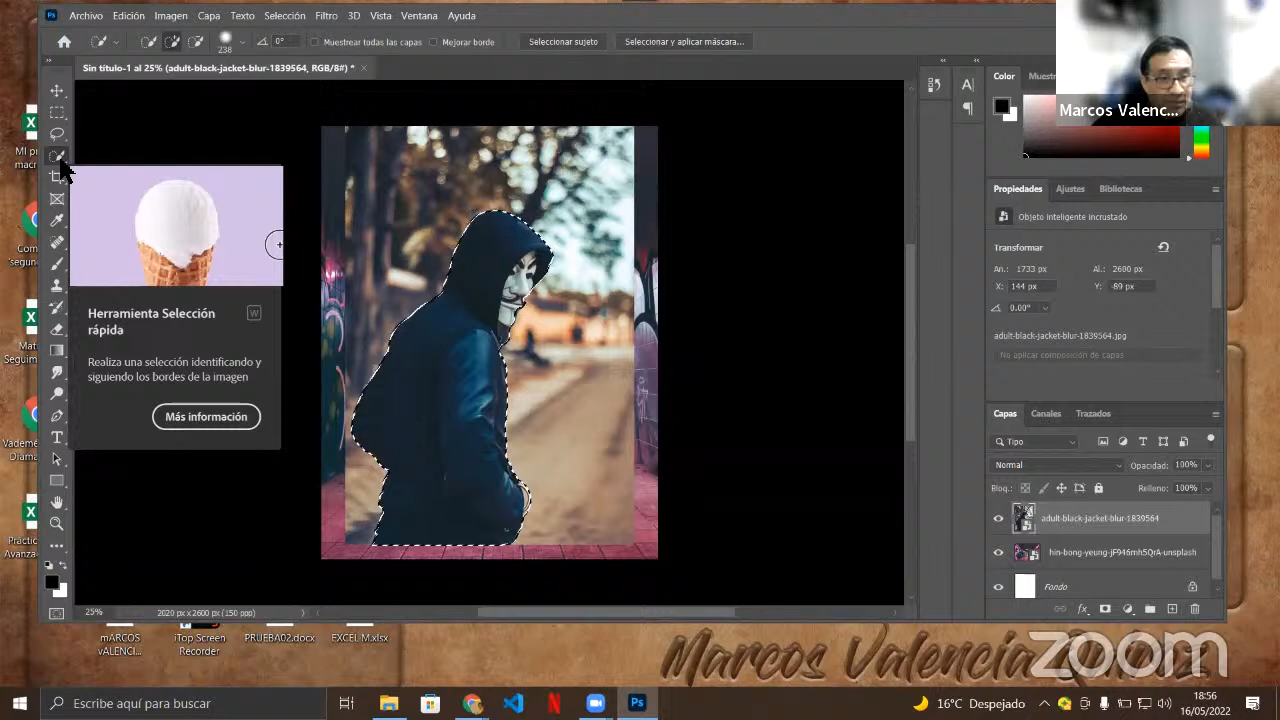 Ps Archivo Edición Imagen Capa Texto Selección Filtro 3D Vista Ventana Ayuda
238 0° Muestrear todas las capas Mejorar borde Seleccionar sujeto Seleccionar y aplicar máscara...
Sin título-1 al 25% (adult-black-jacket-blur-1839564, RGB/8#) *
Color
Marcos Valenc...
Herramienta Selección
rápida
W
Realiza una selección identificando y
siguiendo los bordes de la imagen
Más información
Propiedades Ajustes Bibliotecas
Objeto inteligente incrustado
Transformar
An.: 1733 px Al.: 2600 px
X: 144 px Y: -89 px
0.00°
adult-black-jacket-blur-1839564.jpg
No aplicar composición de capas
Capas Canales Trazados
Tipo
Normal Opacidad: 100%
Bloq.: Relleno: 100%
adult-black-jacket-blur-1839564
hin-bong-yeung-jF946mh5QrA-unsplash
Fondo
25% 2020 px x 2600 px (150 ppp)
mARCOS
vALENCI...
iTop Screen
Recorder
PRUEBA02.docx
EXCEL M.xlsx
Marcos Valencia
zoom
Escribe aquí para buscar
16°C Despejado
18:56
16/05/2022